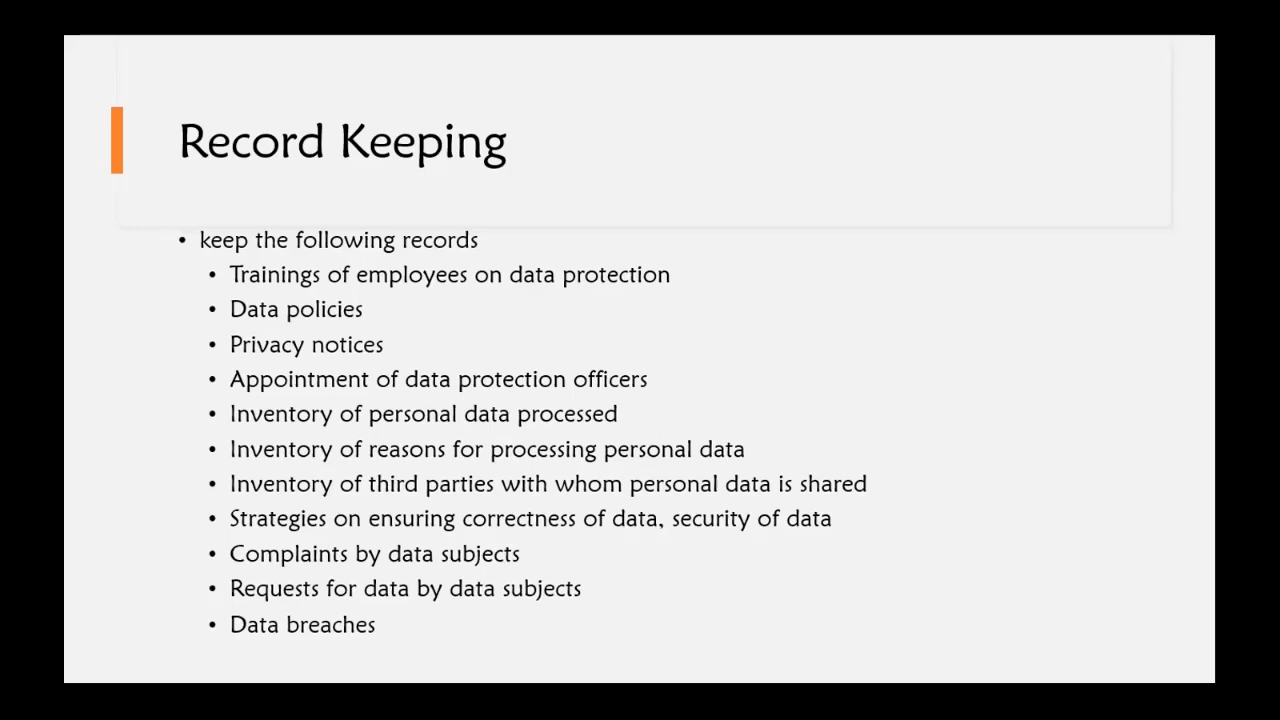 Record Keeping
• keep the following records
• Trainings of employees on data protection
• Data policies
• Privacy notices
• Appointment of data protection officers
• Inventory of personal data processed
• Inventory of reasons for processing personal data
• Inventory of third parties with whom personal data is shared
• Strategies on ensuring correctness of data, security of data
• Complaints by data subjects
• Requests for data by data subjects
• Data breaches